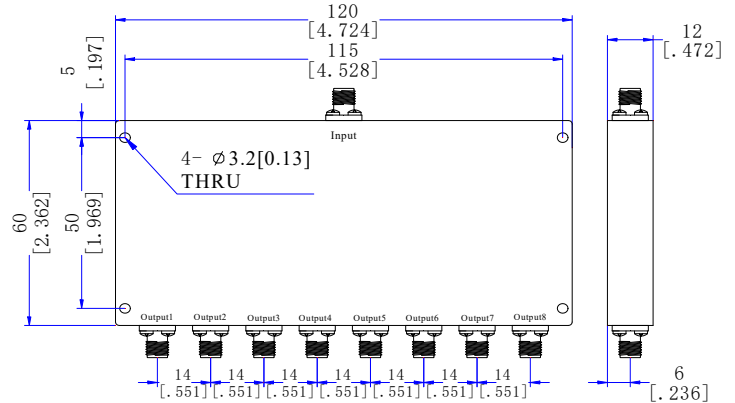 120
[4.724]
12
[.472]
115
[4.528]
5
[.197]
Input
4- Ø3.2[0.13]
THRU
60
[2.362]
50
[1.969]
Output1 Output2 Output3 Output4 Output5 Output6 Output7 Output8
14 14 14 14 14 14 14
[.551] [.551] [.551] [.551] [.551] [.551] [.551]
6
[.236]